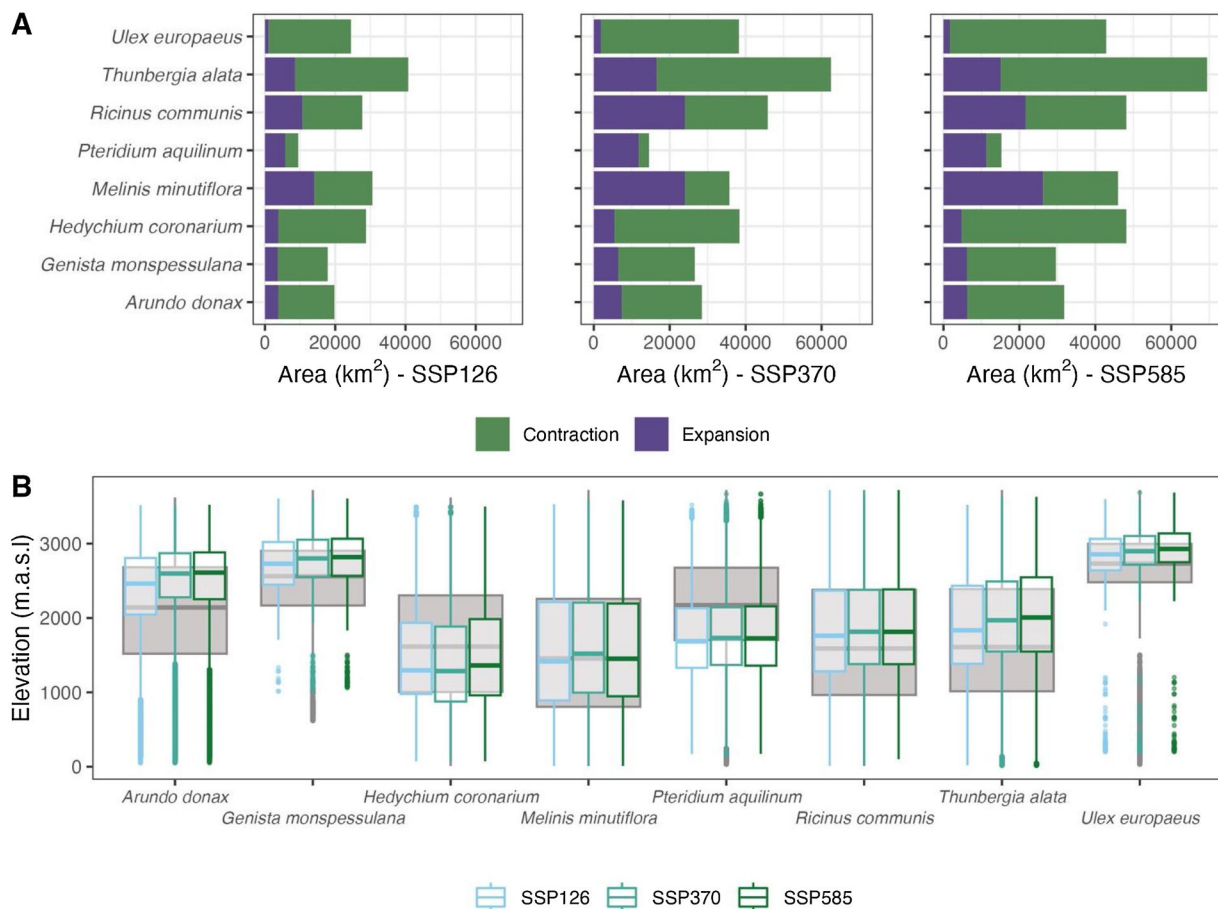 A
Ulex europaeus
Thunbergia alata
Ricinus communis
Pteridium aquilinum
Melinis minutiflora
Hedychium coronarium
Genista monspessulana
Arundo donax
0 20000 40000 60000 0 20000 40000 60000 0 20000 40000 60000
Area (km²) - SSP126 Area (km²) - SSP370 Area (km²) - SSP585
Contraction Expansion
B
Elevation (m.a.s.l)
3000
2000
1000
0
Arundo donax Hedychium coronarium Pteridium aquilinum Thunbergia alata
Genista monspessulana Melinis minutiflora Ricinus communis Ulex europaeus
SSP126 SSP370 SSP585